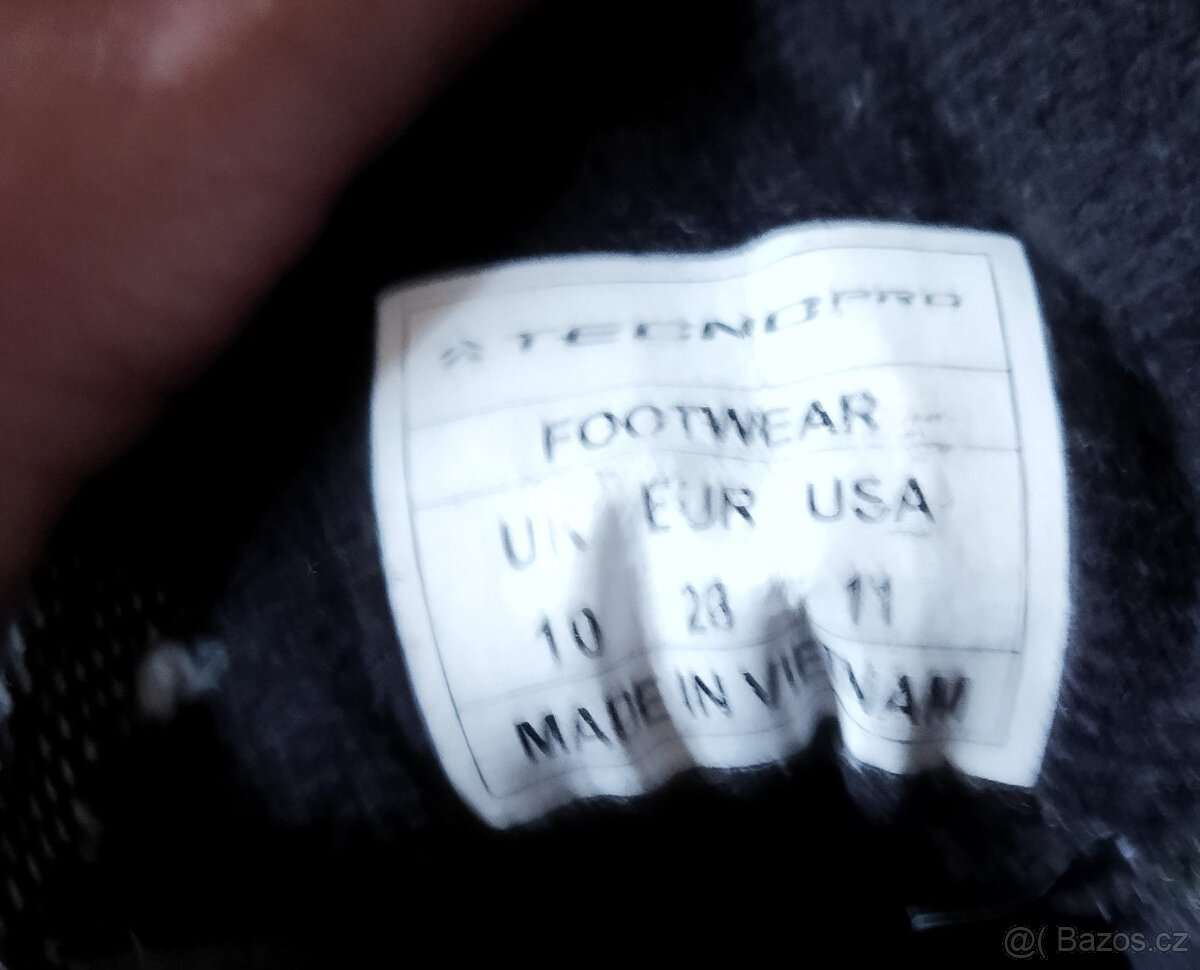 TECNOPRO
FOOTWEAR
UK EUR USA
10 28 11
MADE IN VIETNAM
@( Bazos.cz